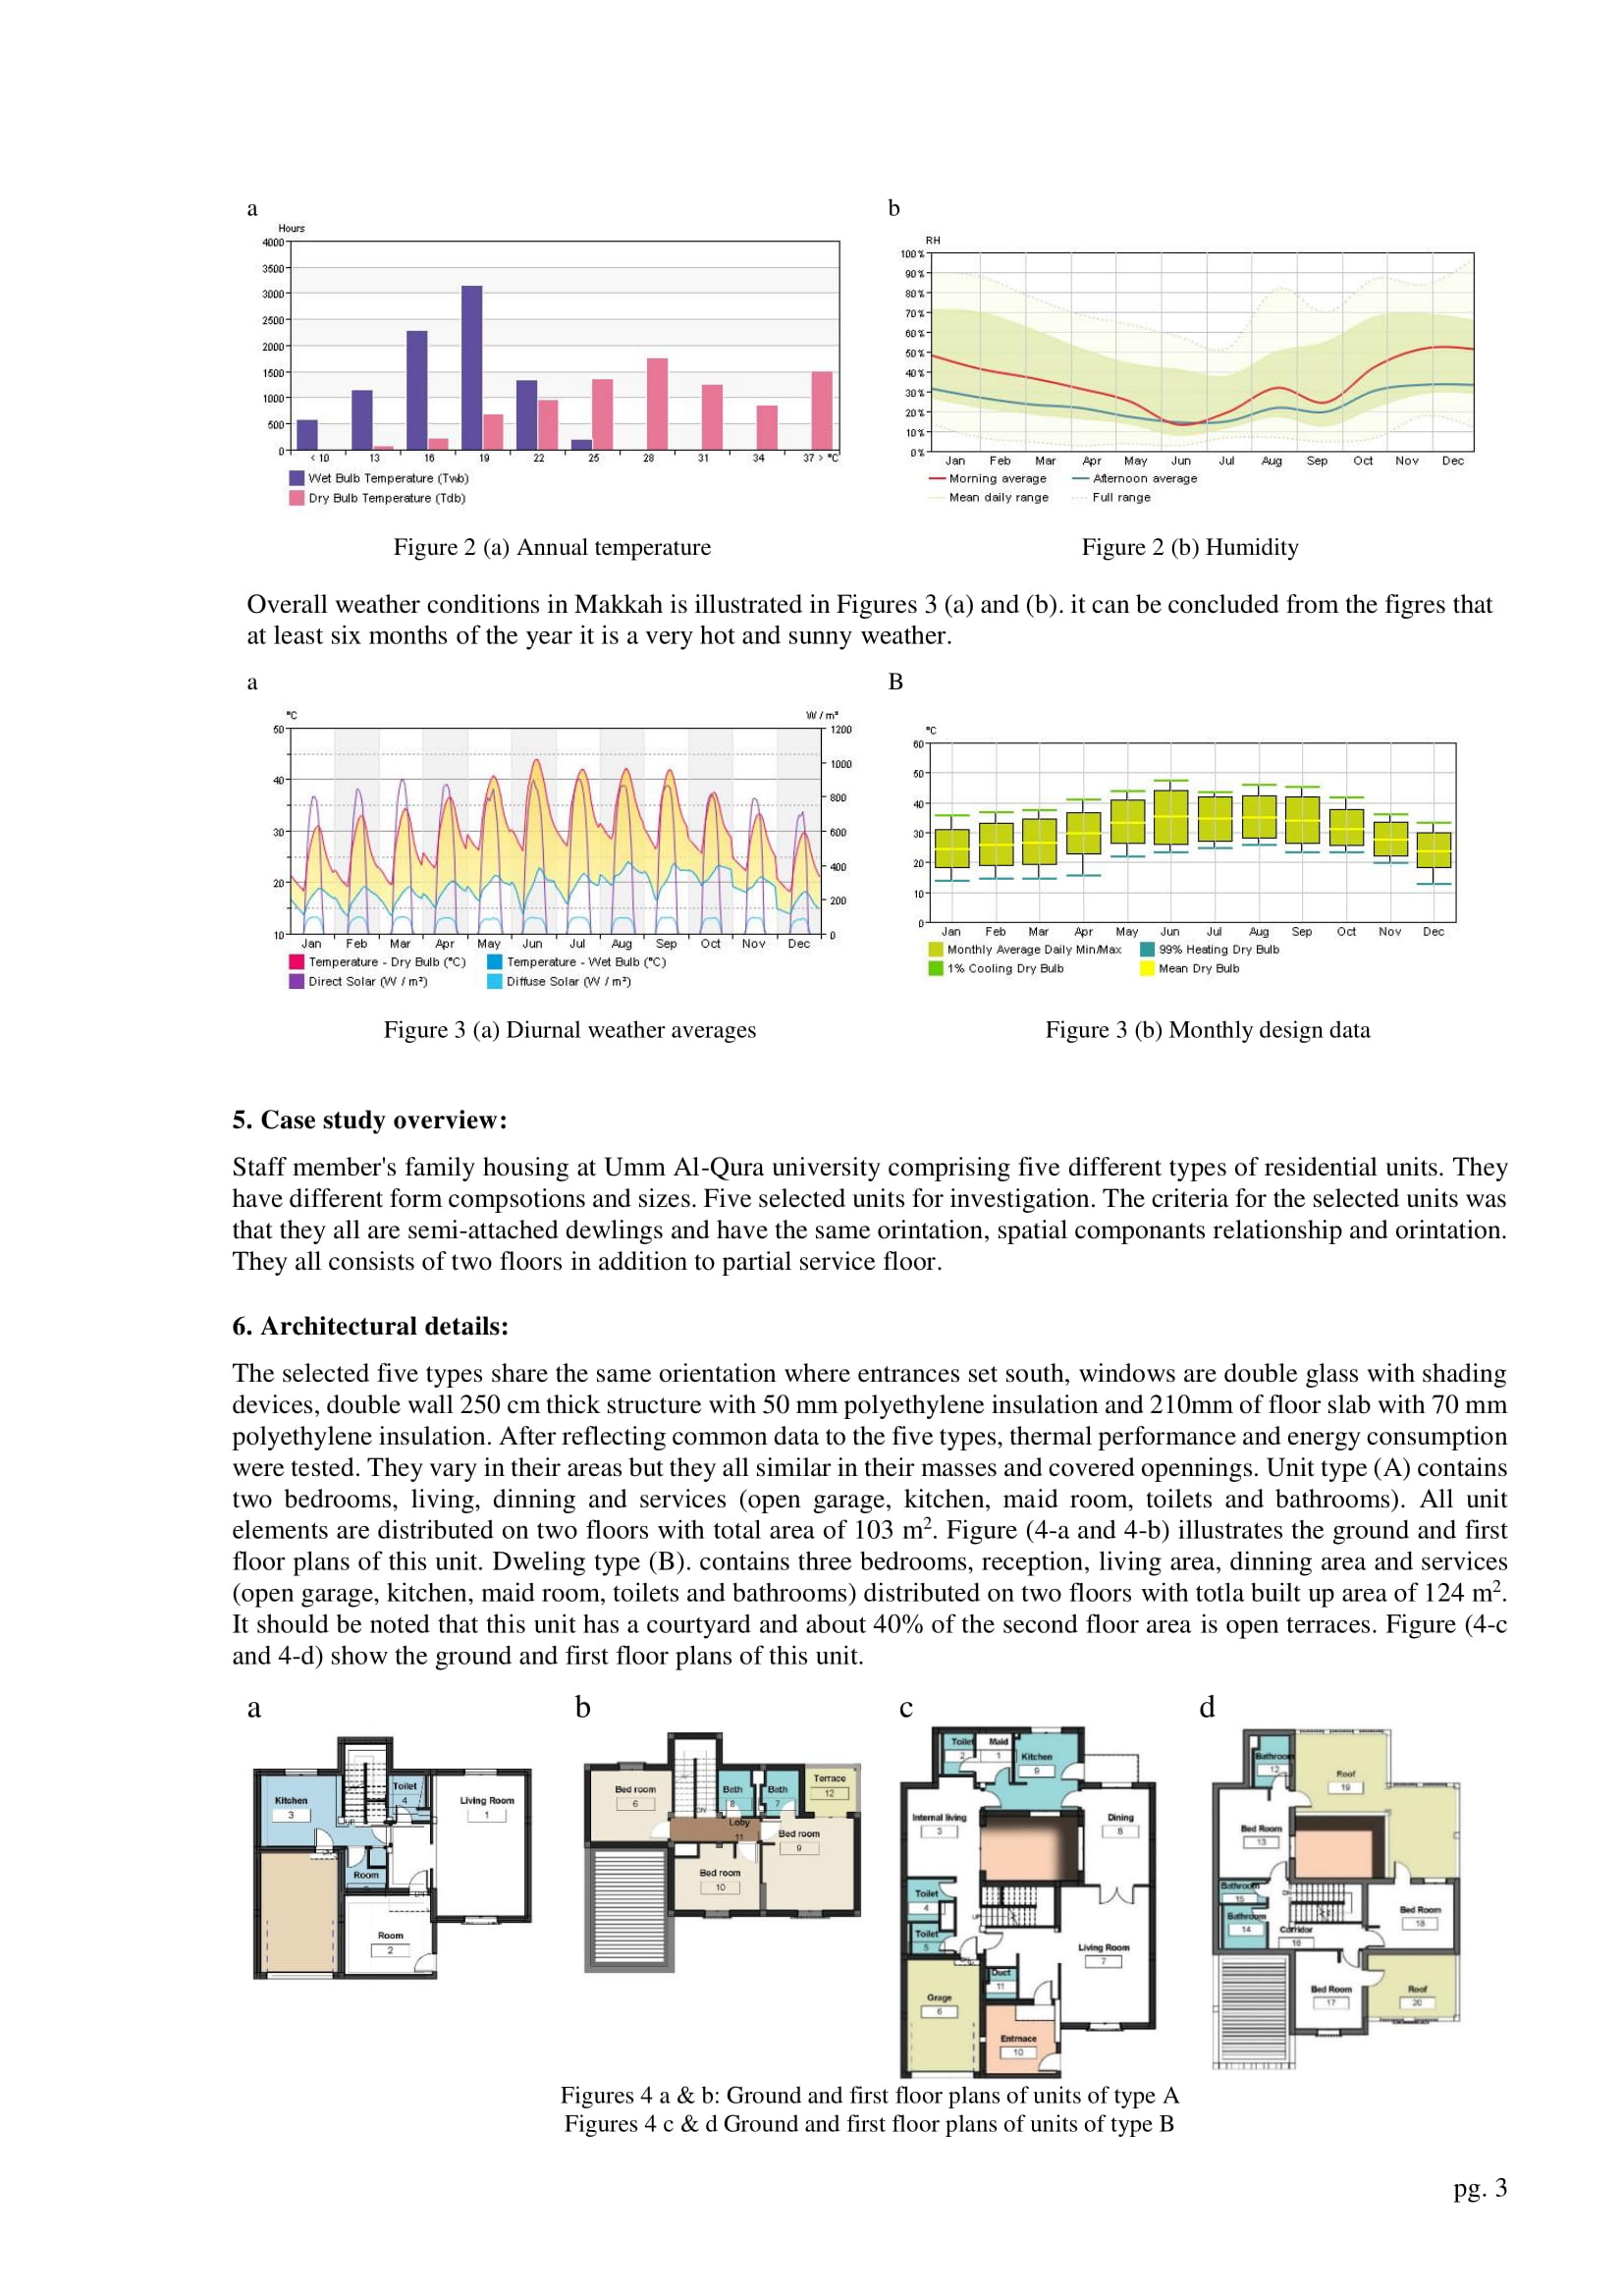 a
b
Hours
4000
3500
3000
2500
2000
1500
1000
500
0
< 10 13 16 19 22 25 28 31 34 37 > °C
Wet Bulb Temperature (Twb)
Dry Bulb Temperature (Tdb)
RH
100 %
90 %
80 %
70 %
60 %
50 %
40 %
30 %
20 %
10 %
0 %
Jan Feb Mar Apr May Jun Jul Aug Sep Oct Nov Dec
Morning average Afternoon average
Mean daily range Full range
Figure 2 (a) Annual temperature
Figure 2 (b) Humidity
Overall weather conditions in Makkah is illustrated in Figures 3 (a) and (b). it can be concluded from the figres that
at least six months of the year it is a very hot and sunny weather.
a
B
°C W / m²
50 1200
1000
40
800
30 600
400
20
200
10 0
Jan Feb Mar Apr May Jun Jul Aug Sep Oct Nov Dec
Temperature - Dry Bulb (°C) Temperature - Wet Bulb (°C)
Direct Solar (W / m²) Diffuse Solar (W / m²)
°C
60
50
40
30
20
10
0
Jan Feb Mar Apr May Jun Jul Aug Sep Oct Nov Dec
Monthly Average Daily Min/Max 99% Heating Dry Bulb
1% Cooling Dry Bulb Mean Dry Bulb
Figure 3 (a) Diurnal weather averages
Figure 3 (b) Monthly design data
5. Case study overview:
Staff member's family housing at Umm Al-Qura university comprising five different types of residential units. They
have different form compsotions and sizes. Five selected units for investigation. The criteria for the selected units was
that they all are semi-attached dewlings and have the same orintation, spatial componants relationship and orintation.
They all consists of two floors in addition to partial service floor.
6. Architectural details:
The selected five types share the same orientation where entrances set south, windows are double glass with shading
devices, double wall 250 cm thick structure with 50 mm polyethylene insulation and 210mm of floor slab with 70 mm
polyethylene insulation. After reflecting common data to the five types, thermal performance and energy consumption
were tested. They vary in their areas but they all similar in their masses and covered opennings. Unit type (A) contains
two bedrooms, living, dinning and services (open garage, kitchen, maid room, toilets and bathrooms). All unit
elements are distributed on two floors with total area of 103 m². Figure (4-a and 4-b) illustrates the ground and first
floor plans of this unit. Dweling type (B). contains three bedrooms, reception, living area, dinning area and services
(open garage, kitchen, maid room, toilets and bathrooms) distributed on two floors with totla built up area of 124 m².
It should be noted that this unit has a courtyard and about 40% of the second floor area is open terraces. Figure (4-c
and 4-d) show the ground and first floor plans of this unit.
a
b
c
d
Kitchen
3
Toilet
4
Living Room
1
UP
Room
Room
2
Bed room
6
DN
Bath
8
Bath
7
Terrace
12
Loby
11
Bed room
9
Bed room
10
Toilet
2
Maid
1
Kitchen
9
Internal living
3
Dining
8
Toilet
4
UP
Toilet
5
Living Room
7
Duct
11
Grage
6
Entrnace
10
Bathroom
12
Roof
19
Bed Room
13
Bathroom
15
Bathroom
14
Corridor
16
Bed Room
18
Bed Room
17
Roof
20
Figures 4 a & b: Ground and first floor plans of units of type A
Figures 4 c & d Ground and first floor plans of units of type B
pg. 3